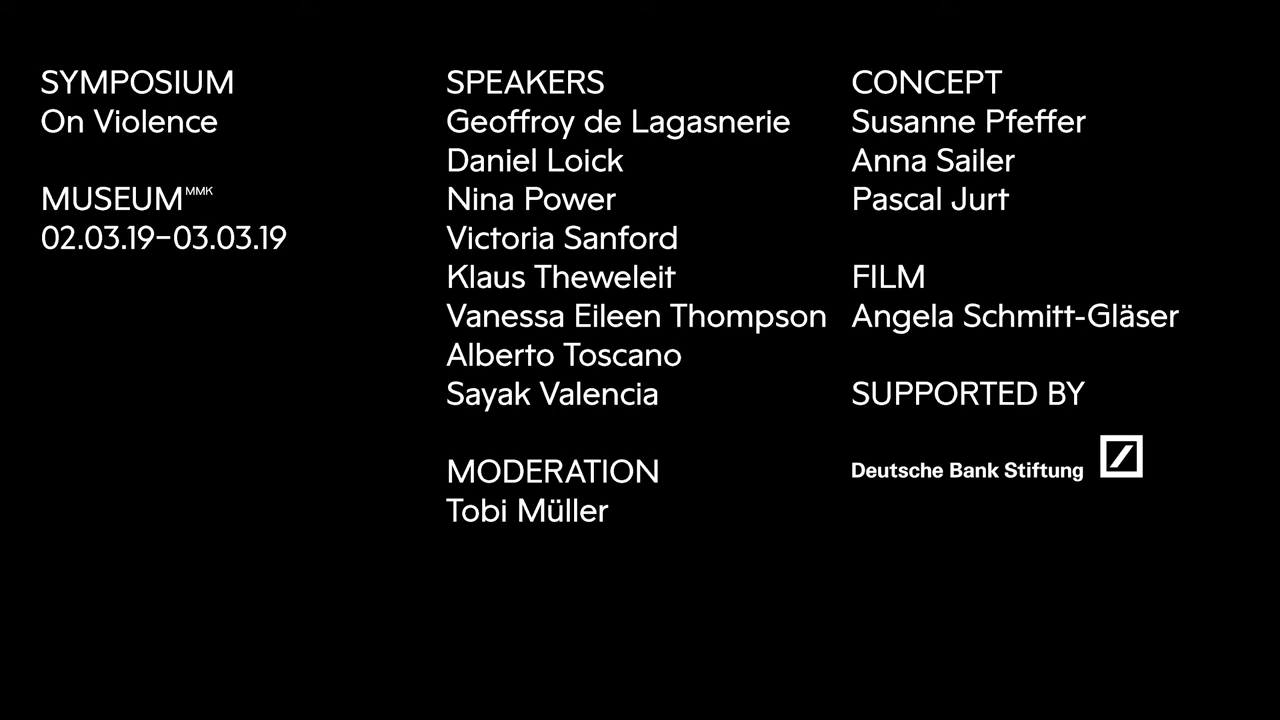 SYMPOSIUM
On Violence
MUSEUMMMK
02.03.19–03.03.19
SPEAKERS
Geoffroy de Lagasnerie
Daniel Loick
Nina Power
Victoria Sanford
Klaus Theweleit
Vanessa Eileen Thompson
Alberto Toscano
Sayak Valencia
MODERATION
Tobi Müller
CONCEPT
Susanne Pfeffer
Anna Sailer
Pascal Jurt
FILM
Angela Schmitt-Gläser
SUPPORTED BY
Deutsche Bank Stiftung